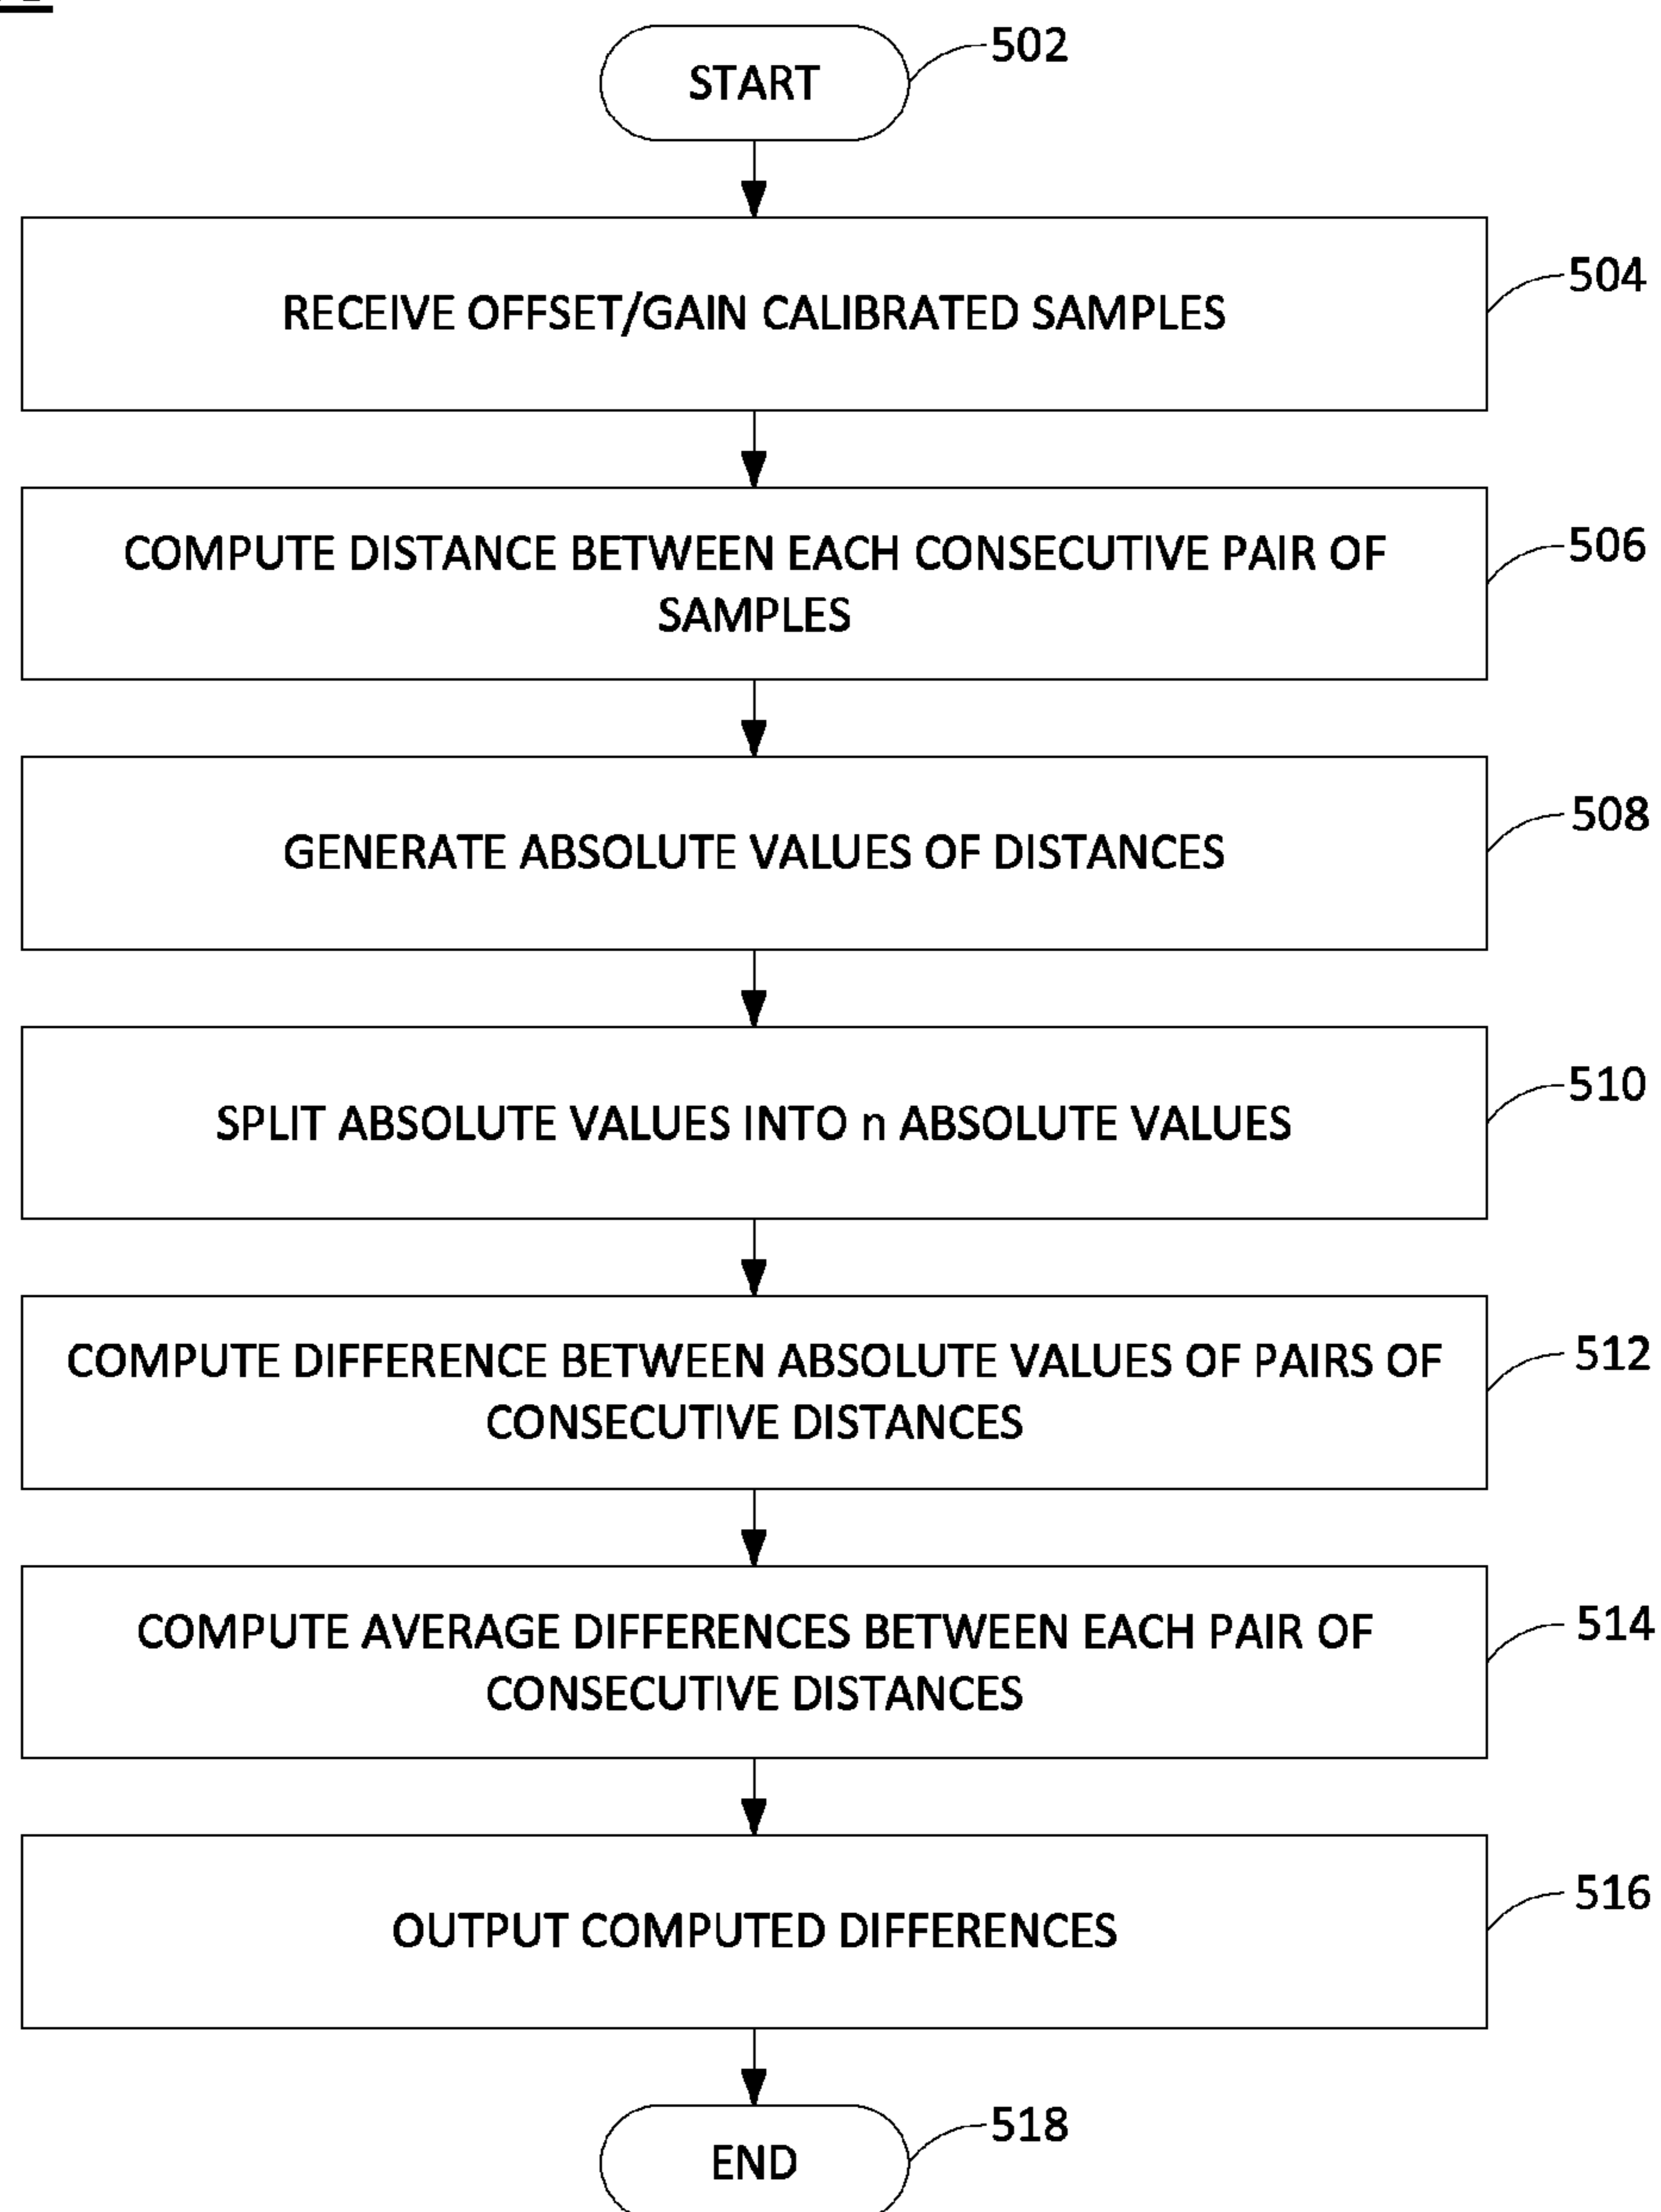 START
502
RECEIVE OFFSET/GAIN CALIBRATED SAMPLES
504
COMPUTE DISTANCE BETWEEN EACH CONSECUTIVE PAIR OF
SAMPLES
506
GENERATE ABSOLUTE VALUES OF DISTANCES
508
SPLIT ABSOLUTE VALUES INTO n ABSOLUTE VALUES
510
COMPUTE DIFFERENCE BETWEEN ABSOLUTE VALUES OF PAIRS OF
CONSECUTIVE DISTANCES
512
COMPUTE AVERAGE DIFFERENCES BETWEEN EACH PAIR OF
CONSECUTIVE DISTANCES
514
OUTPUT COMPUTED DIFFERENCES
516
END
518